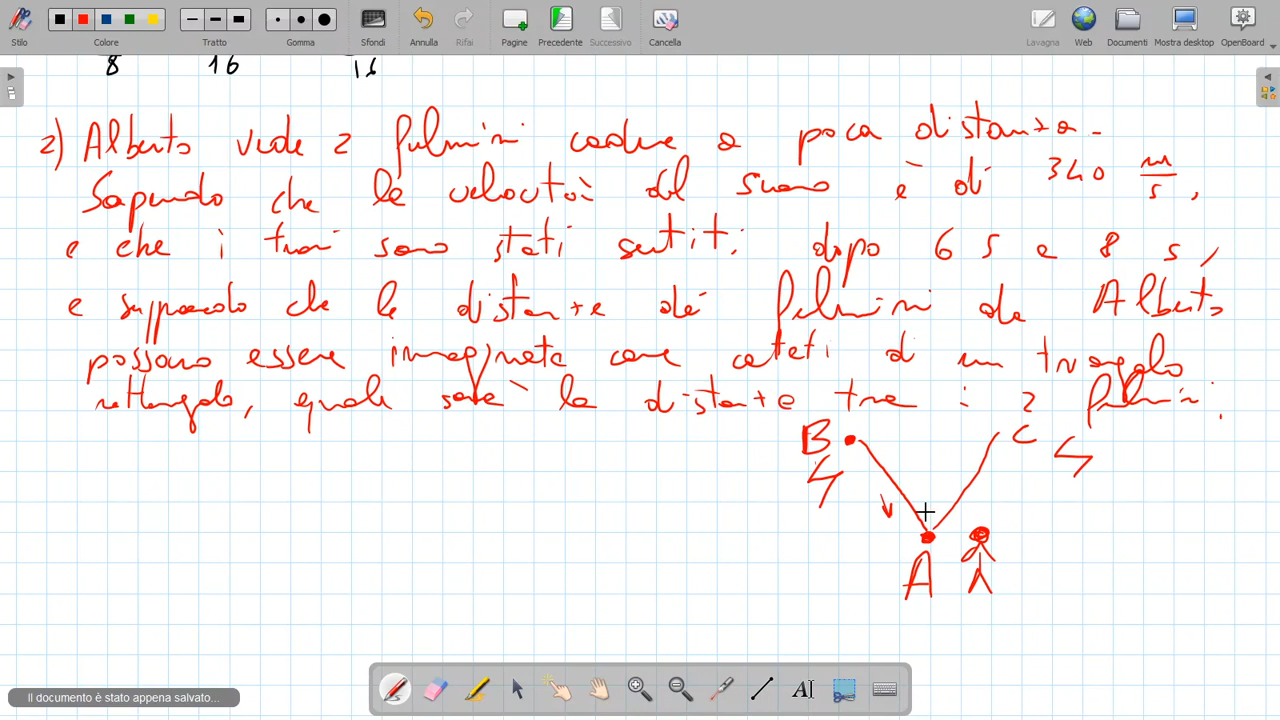 Stilo
Colore
Tratto
Gomma
Sfondi
Annulla
Rifai
Pagine
Precedente
Successivo
Cancella
Lavagna
Web
Documenti
Mostra desktop
OpenBoard
8 16 16
2) Alberto vede 2 fulmini cadere a poca distanza.
Sapendo che la velocità del suono è di 340 m/s,
e che i tuoni sono stati sentiti dopo 6 s e 8 s,
e supponendo che le distanze dei fulmini da Alberto
possano essere immaginate come cateti di un triangolo
rettangolo, quale sarà la distanza tra i 2 fulmini.
B C
A
Il documento è stato appena salvato...